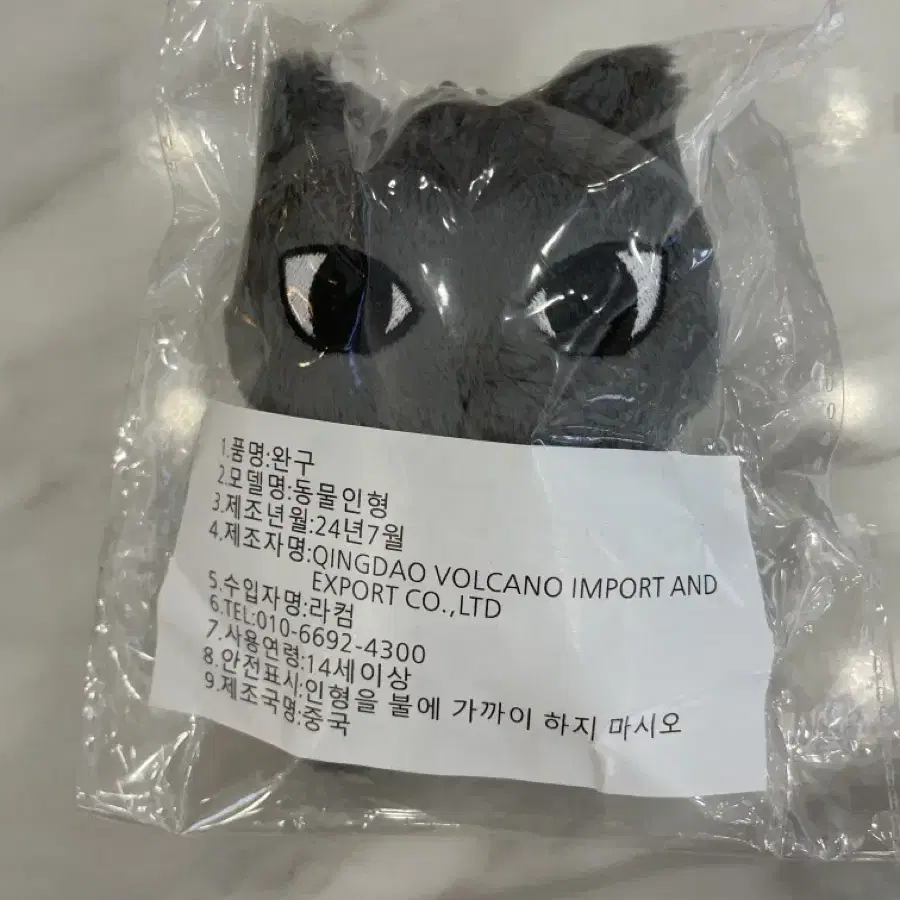 1.품명:완구
2.모델명:동물인형
3.제조년월:24년7월
4.제조자명:QINGDAO VOLCANO IMPORT AND
EXPORT CO.,LTD
5.수입자명:라컴
6.TEL:010-6692-4300
7.사용연령:14세이상
8.안전표시:인형을 불에 가까이 하지 마시오
9.제조국명:중국